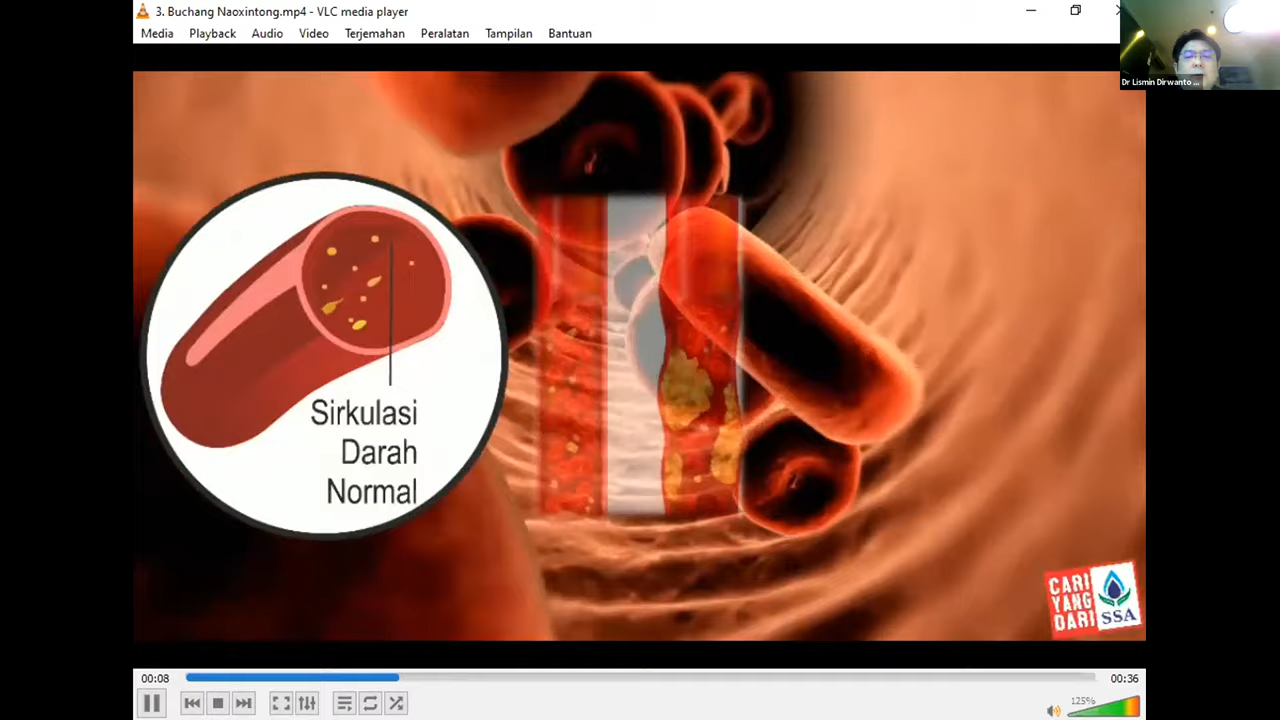 3. Buchang Naoxintong.mp4 - VLC media player
Media Playback Audio Video Terjemahan Peralatan Tampilan Bantuan
Dr Lismin Dirwanto ...
Sirkulasi
Darah
Normal
CARI
YANG
DARI
SSA
00:08
00:36
125%